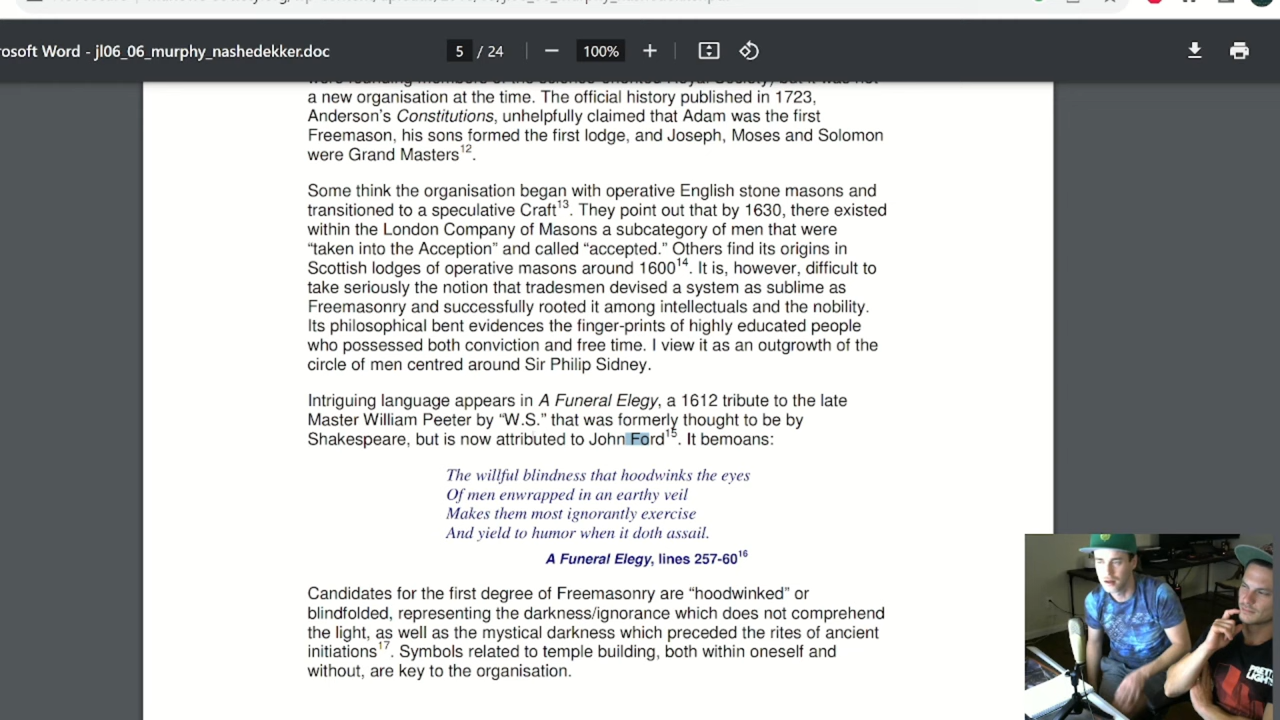 rosoft Word - jl06_06_murphy_nashedekker.doc
5 / 24
100%
a new organisation at the time. The official history published in 1723,
Anderson's Constitutions, unhelpfully claimed that Adam was the first
Freemason, his sons formed the first lodge, and Joseph, Moses and Solomon
were Grand Masters12.
Some think the organisation began with operative English stone masons and
transitioned to a speculative Craft13. They point out that by 1630, there existed
within the London Company of Masons a subcategory of men that were
“taken into the Acception” and called “accepted.” Others find its origins in
Scottish lodges of operative masons around 160014. It is, however, difficult to
take seriously the notion that tradesmen devised a system as sublime as
Freemasonry and successfully rooted it among intellectuals and the nobility.
Its philosophical bent evidences the finger-prints of highly educated people
who possessed both conviction and free time. I view it as an outgrowth of the
circle of men centred around Sir Philip Sidney.
Intriguing language appears in A Funeral Elegy, a 1612 tribute to the late
Master William Peeter by “W.S.” that was formerly thought to be by
Shakespeare, but is now attributed to John Ford15. It bemoans:
The willful blindness that hoodwinks the eyes
Of men enwrapped in an earthy veil
Makes them most ignorantly exercise
And yield to humor when it doth assail.
A Funeral Elegy, lines 257-6016
Candidates for the first degree of Freemasonry are “hoodwinked” or
blindfolded, representing the darkness/ignorance which does not comprehend
the light, as well as the mystical darkness which preceded the rites of ancient
initiations17. Symbols related to temple building, both within oneself and
without, are key to the organisation.